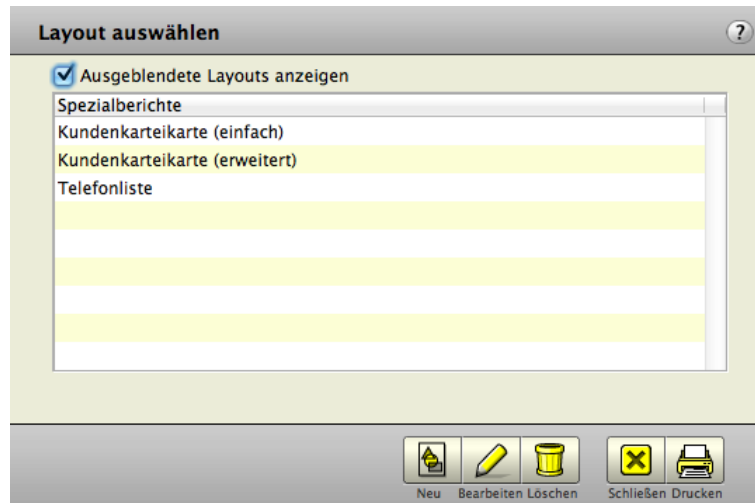 Layout auswählen
?
Ausgeblendete Layouts anzeigen
Spezialberichte
Kundenkarteikarte (einfach)
Kundenkarteikarte (erweitert)
Telefonliste
Neu Bearbeiten Löschen Schließen Drucken